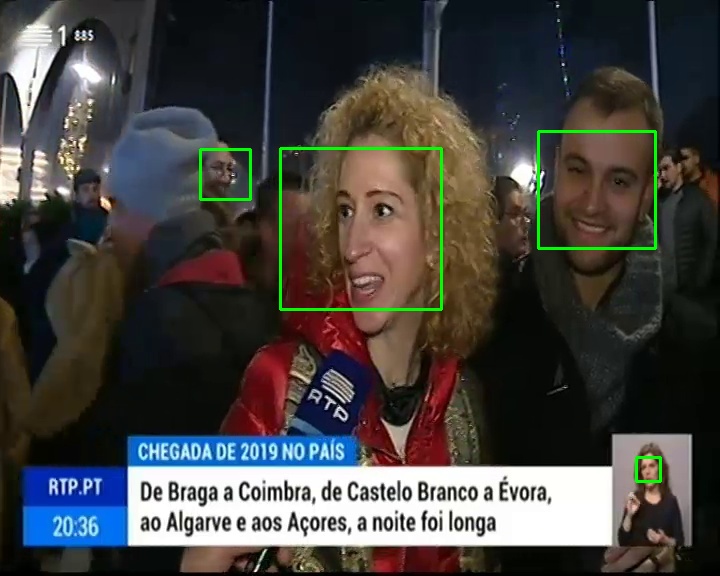 1 885
RTP
CHEGADA DE 2019 NO PAÍS
RTP.PT
De Braga a Coimbra, de Castelo Branco a Évora,
20:36
ao Algarve e aos Açores, a noite foi longa